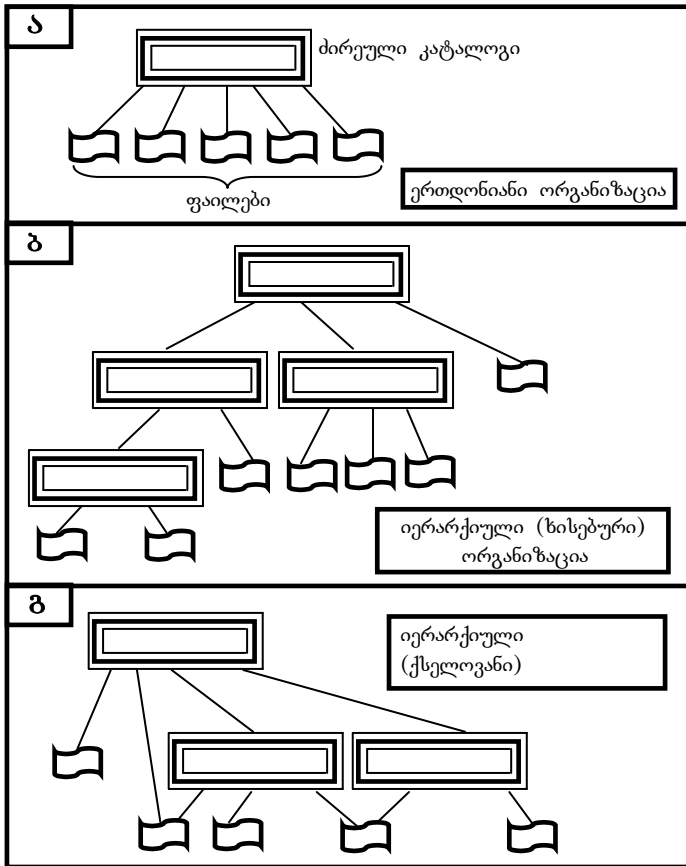 ა
ძირეული კატალოგი
ფაილები
ერთდონიანი ორგანიზაცია
ბ
იერარქიული (ხისებური)
ორგანიზაცია
გ
იერარქიული
(ქსელოვანი)